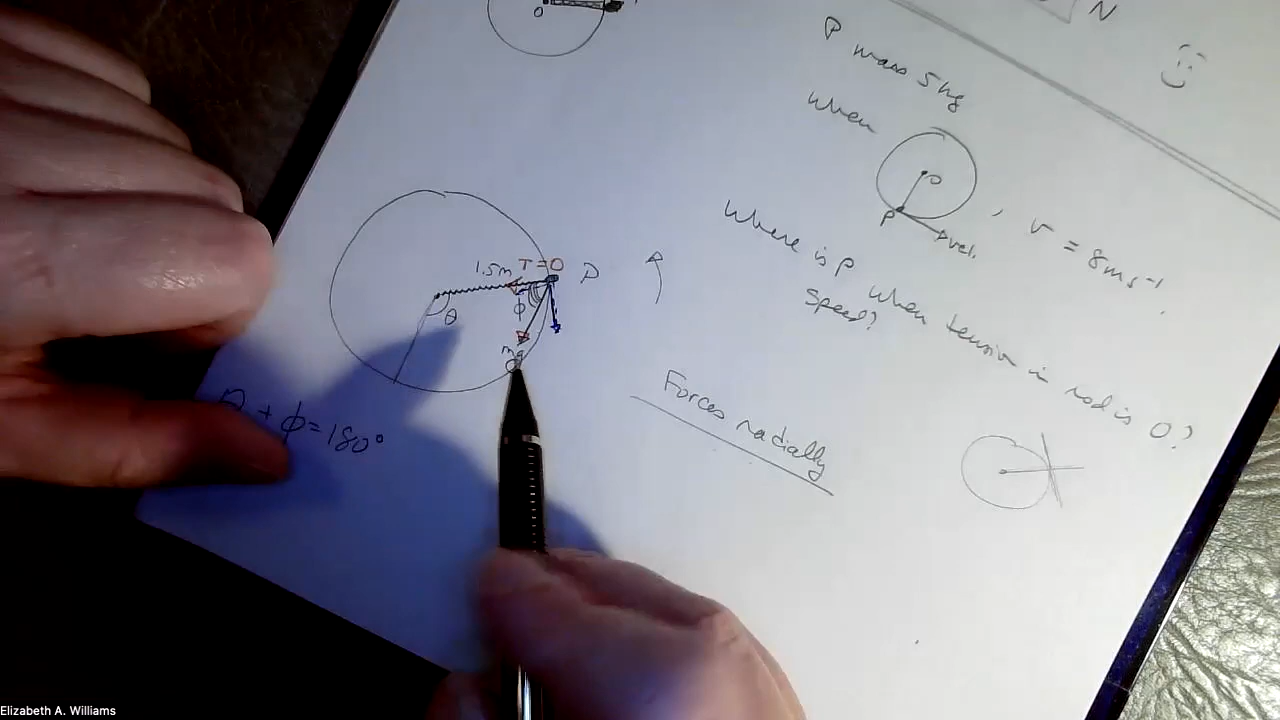 O
N
P mass 5kg
When
O
P
vel.
, v = 8ms⁻¹.
Where is P when tension in rod is 0?
Speed?
1.5m T=0 P
θ
ϕ
mg
θ + ϕ = 180°
Forces radially
Elizabeth A. Williams